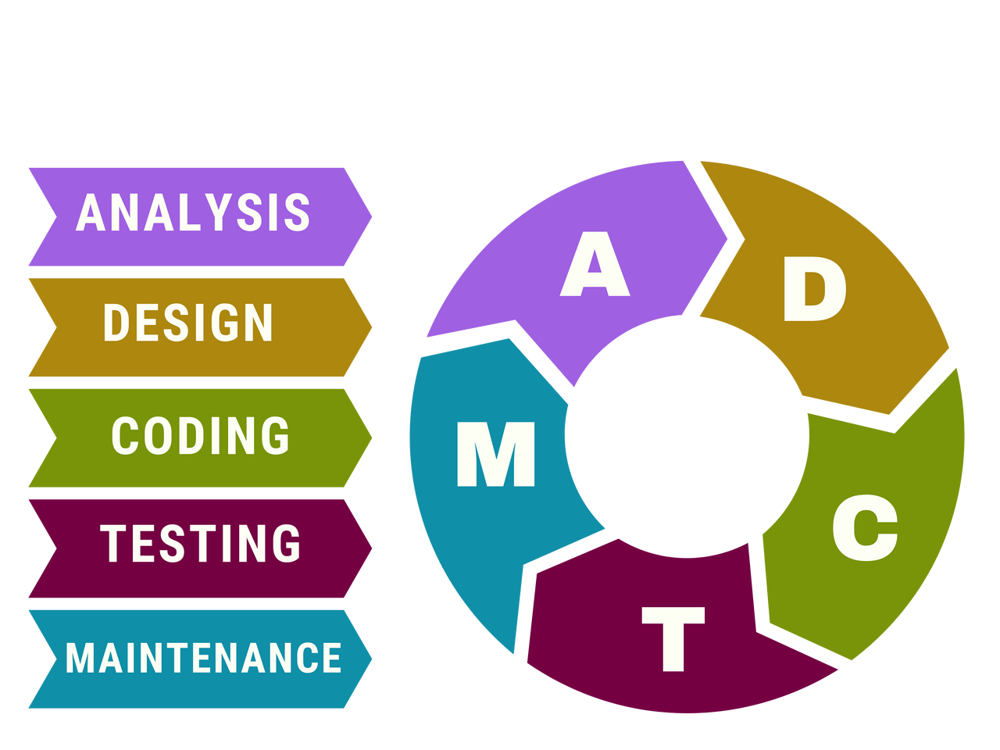 ANALYSIS
DESIGN
CODING
TESTING
MAINTENANCE
A
D
C
T
M